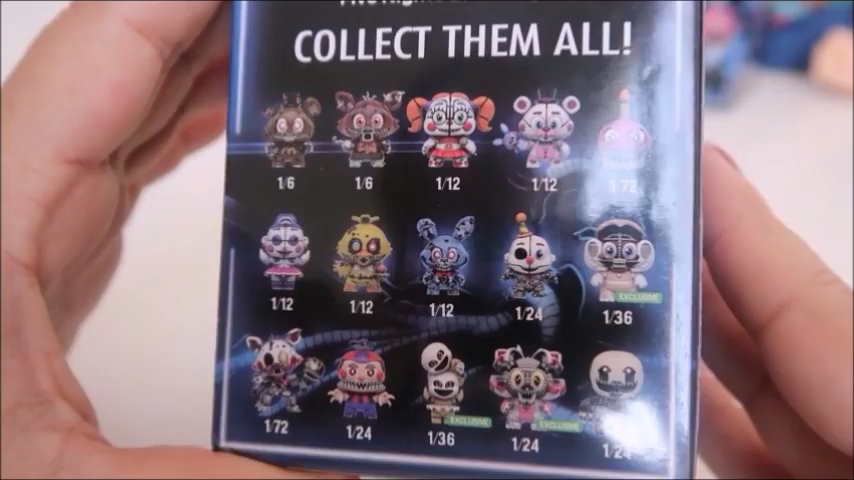 COLLECT THEM ALL!
1/6 1/6 1/12 1/12 1/72
1/12 1/12 1/12 1/24 EXCLUSIVE
1/36
1/72 1/24 1/36 EXCLUSIVE 1/24 EXCLUSIVE 1/24